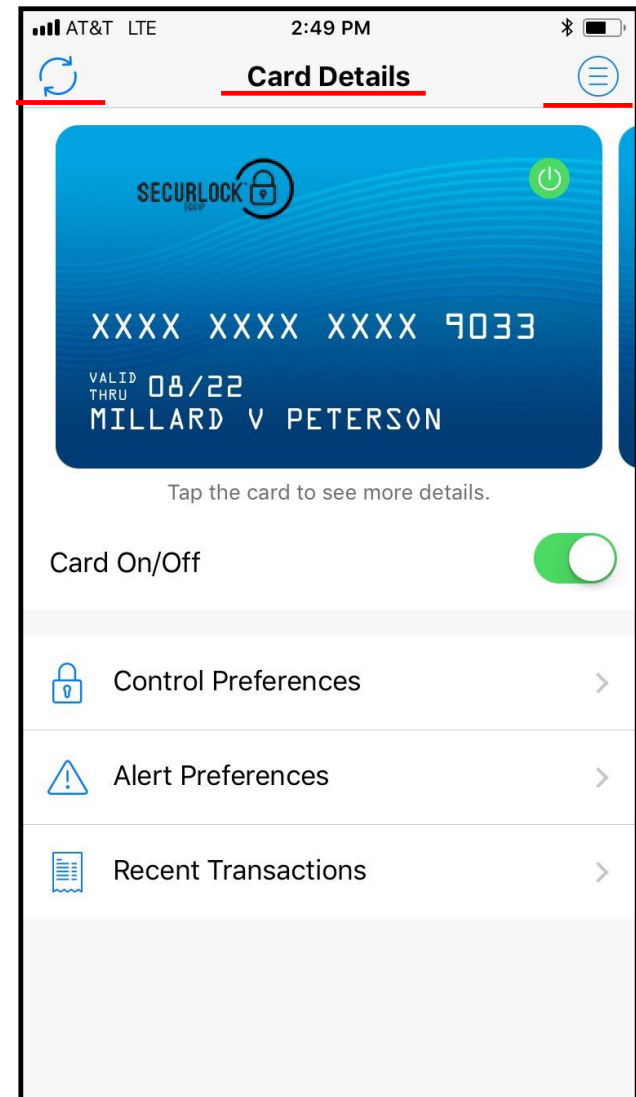 AT&T LTE 2:49 PM
Card Details
SECURLOCK
XXXX XXXX XXXX 9033
VALID THRU 08/22
MILLARD V PETERSON
Tap the card to see more details.
Card On/Off
Control Preferences
Alert Preferences
Recent Transactions